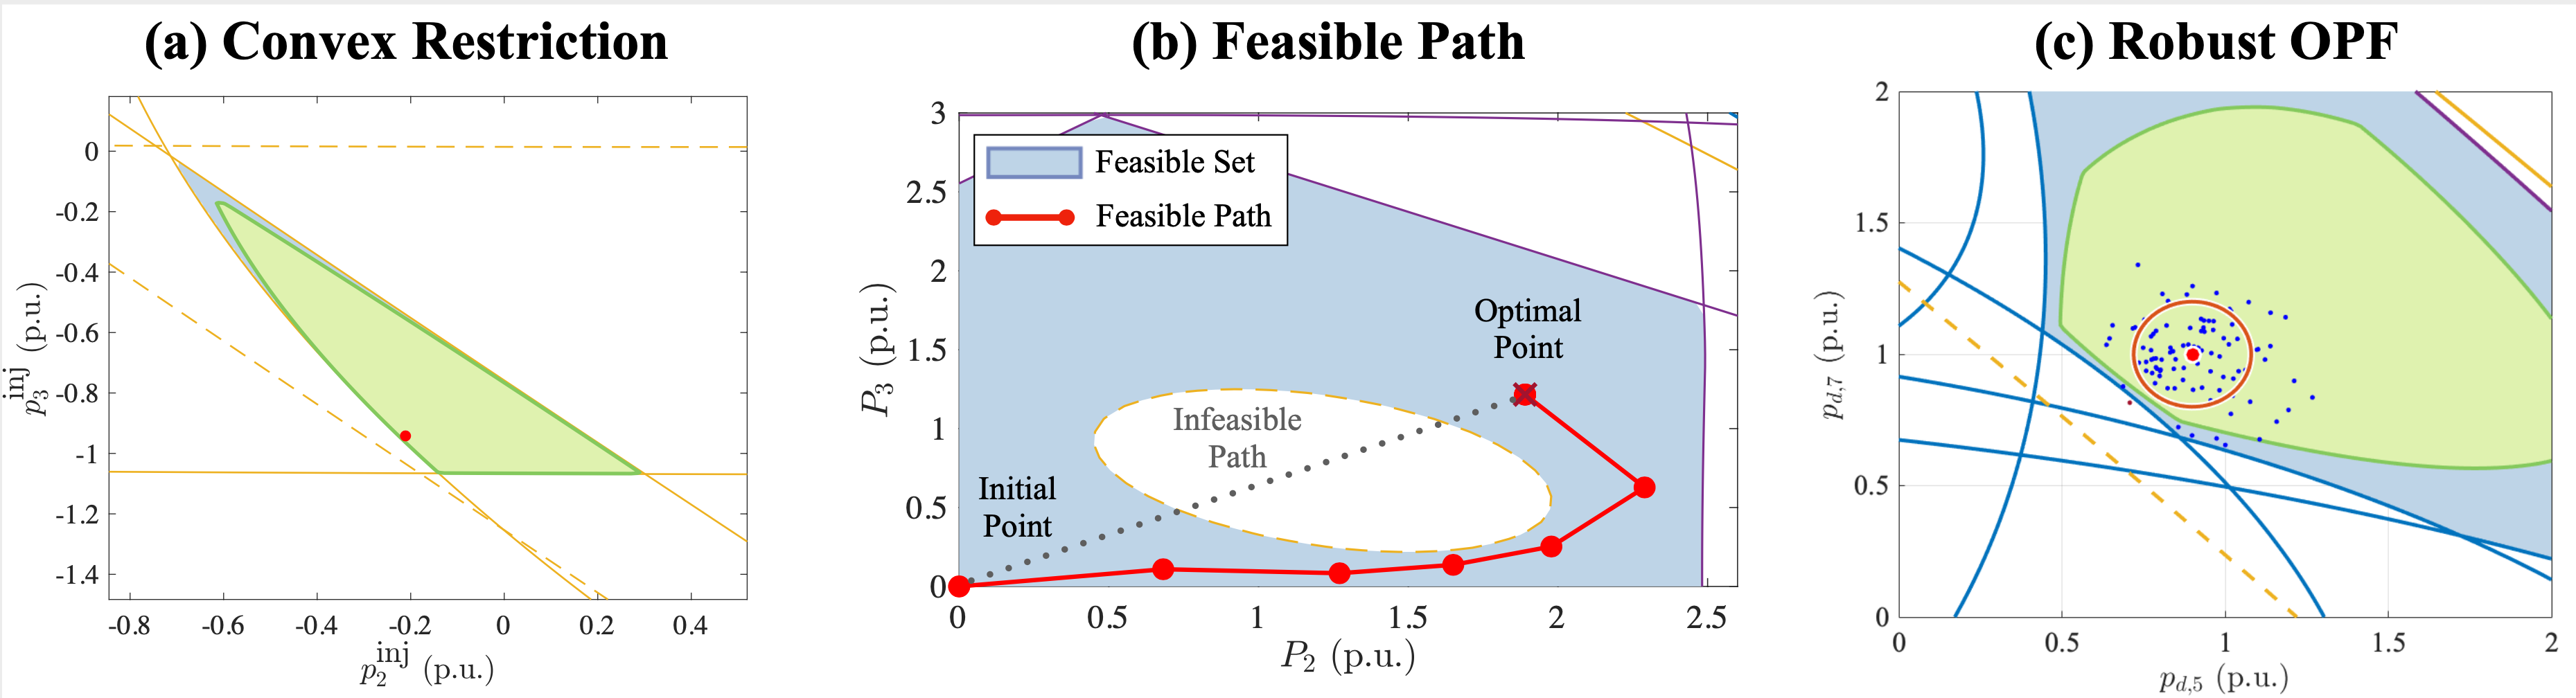 (a) Convex Restriction
0
-0.2
-0.4
-0.6
-0.8
-1
-1.2
-1.4
-0.8 -0.6 -0.4 -0.2 0 0.2 0.4
p_3^inj (p.u.)
p_2^inj (p.u.)
(b) Feasible Path
3
2.5
2
1.5
1
0.5
0
0 0.5 1 1.5 2 2.5
P_3 (p.u.)
P_2 (p.u.)
Feasible Set
Feasible Path
Optimal
Point
Infeasible
Path
Initial
Point
(c) Robust OPF
2
1.5
1
0.5
0
0 0.5 1 1.5 2
p_{d,7} (p.u.)
p_{d,5} (p.u.)